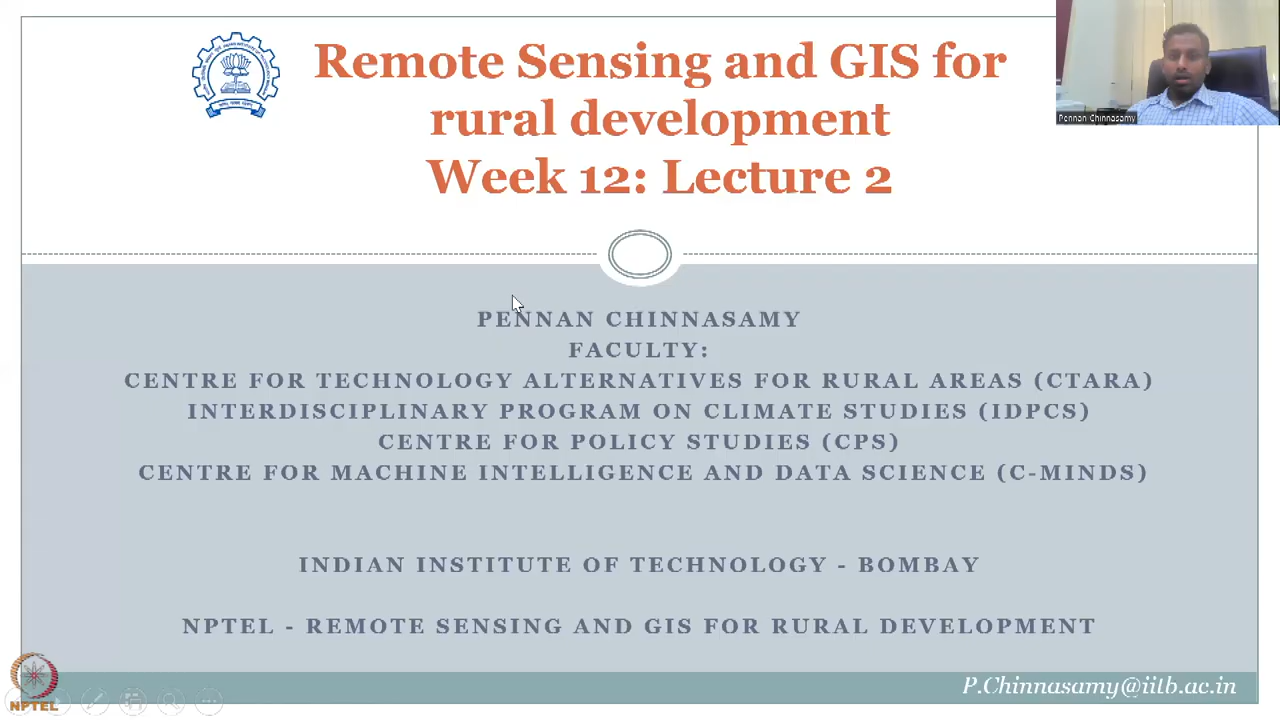 Remote Sensing and GIS for
rural development
Week 12: Lecture 2
Pennan Chinnasamy
PENNAN CHINNASAMY
FACULTY:
CENTRE FOR TECHNOLOGY ALTERNATIVES FOR RURAL AREAS (CTARA)
INTERDISCIPLINARY PROGRAM ON CLIMATE STUDIES (IDPCS)
CENTRE FOR POLICY STUDIES (CPS)
CENTRE FOR MACHINE INTELLIGENCE AND DATA SCIENCE (C-MINDS)
INDIAN INSTITUTE OF TECHNOLOGY - BOMBAY
NPTEL - REMOTE SENSING AND GIS FOR RURAL DEVELOPMENT
P.Chinnasamy@iitb.ac.in
NPTEL